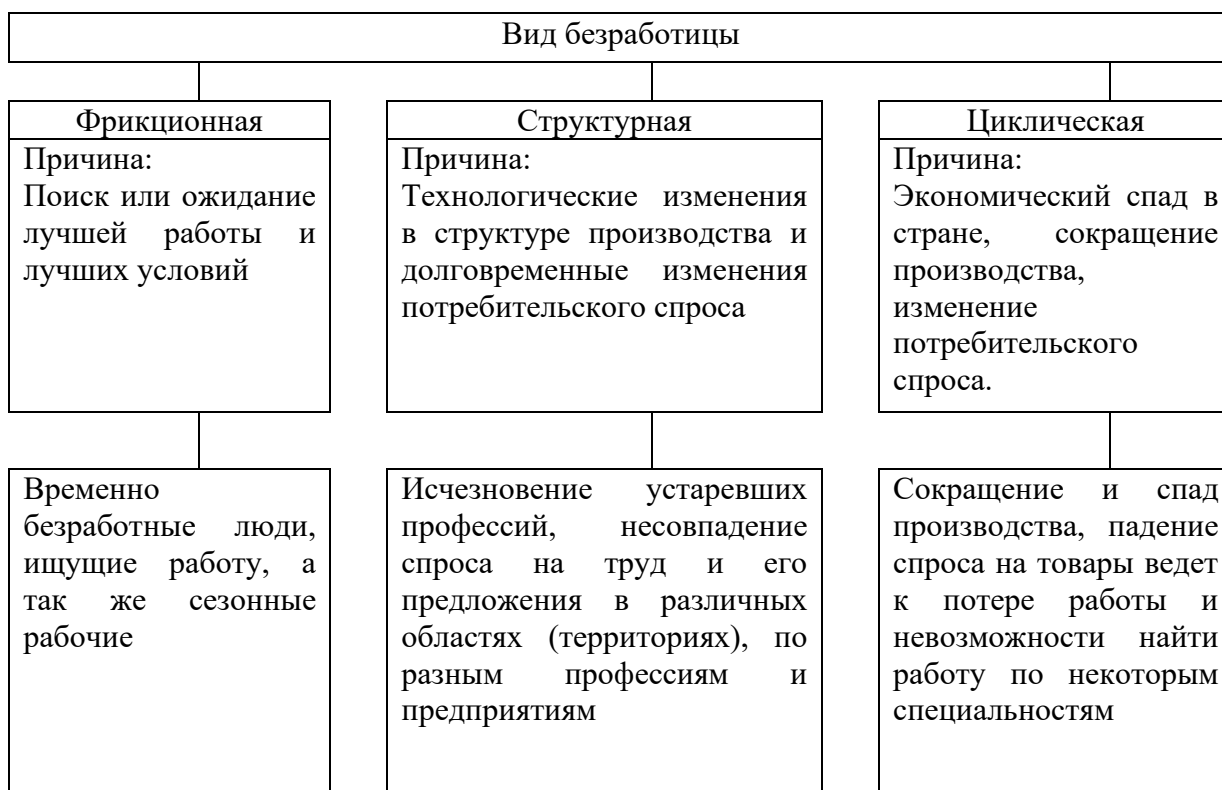 Вид безработицы
Фрикционная
Причина:
Поиск или ожидание
лучшей работы и
лучших условий
Структурная
Причина:
Технологические изменения
в структуре производства и
долговременные изменения
потребительского спроса
Циклическая
Причина:
Экономический спад в
стране, сокращение
производства,
изменение
потребительского
спроса.
Временно
безработные люди,
ищущие работу, а
так же сезонные
рабочие
Исчезновение устаревших
профессий, несовпадение
спроса на труд и его
предложения в различных
областях (территориях), по
разным профессиям и
предприятиям
Сокращение и спад
производства, падение
спроса на товары ведет
к потере работы и
невозможности найти
работу по некоторым
специальностям